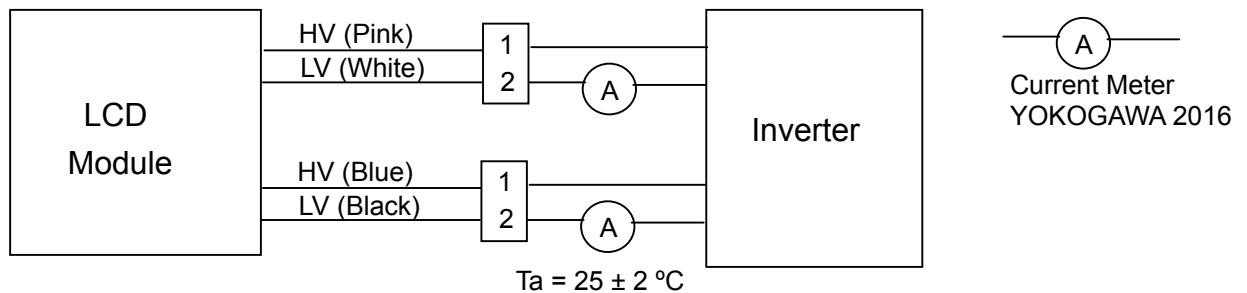 HV (Pink)
LV (White)
1
2
A
A
Current Meter
YOKOGAWA 2016
LCD
Module
Inverter
HV (Blue)
LV (Black)
1
2
A
Ta = 25 ± 2 ºC